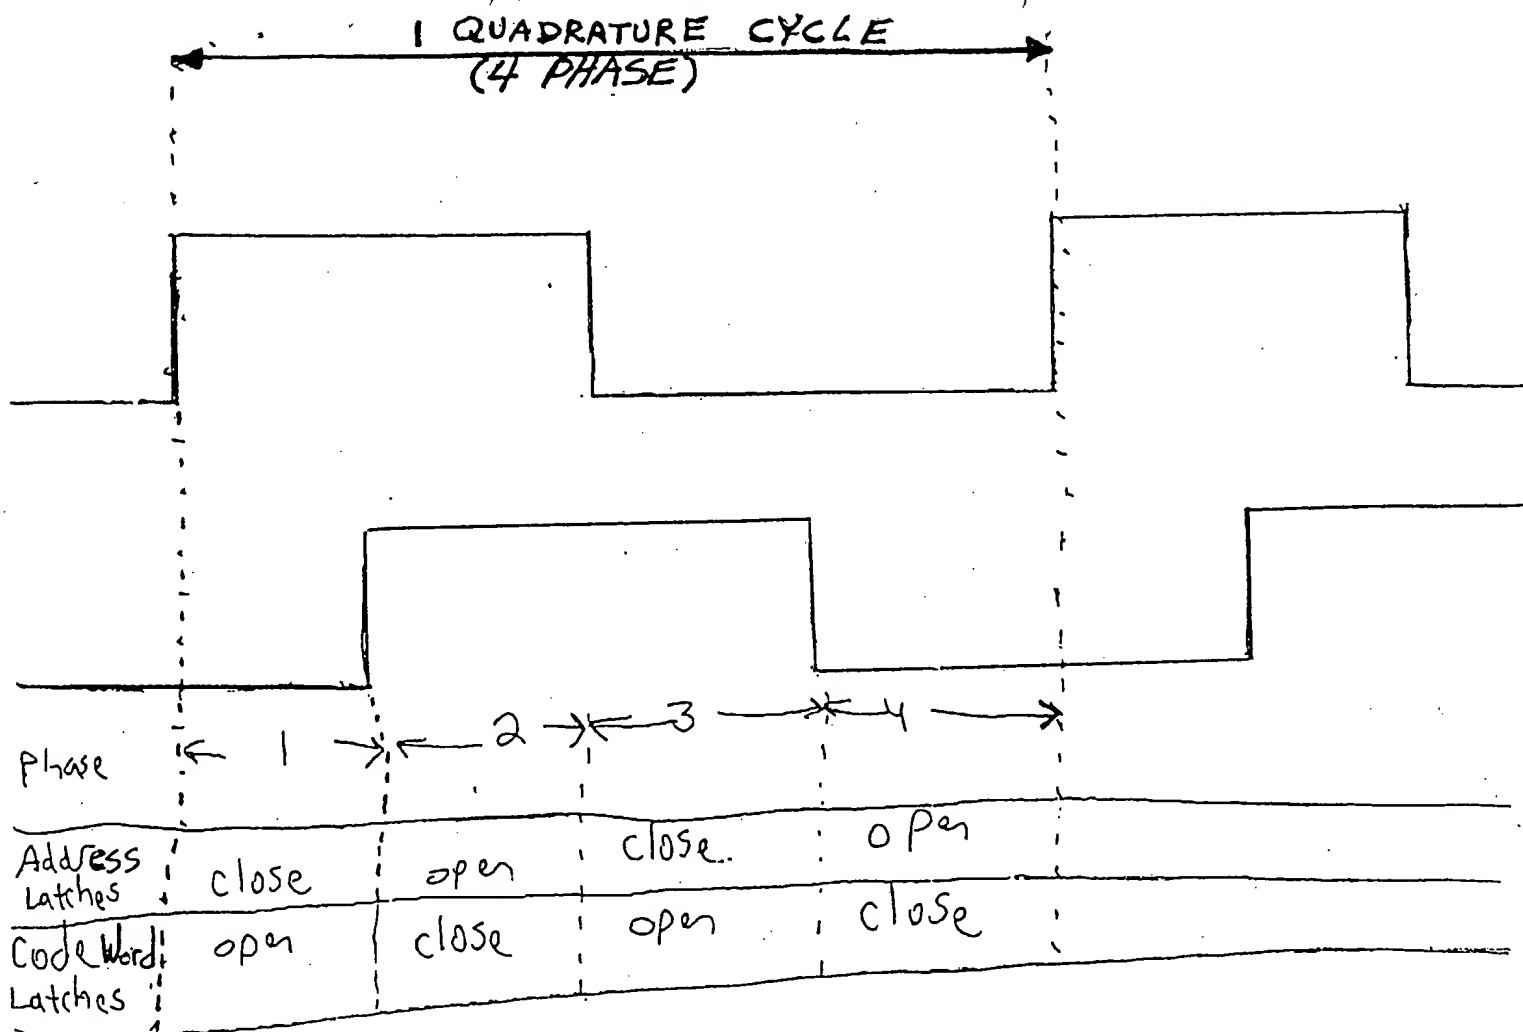 1 QUADRATURE CYCLE
(4 PHASE)
Phase 1 2 3 4
Address
Latches close open close open
Code Word
Latches open close open close